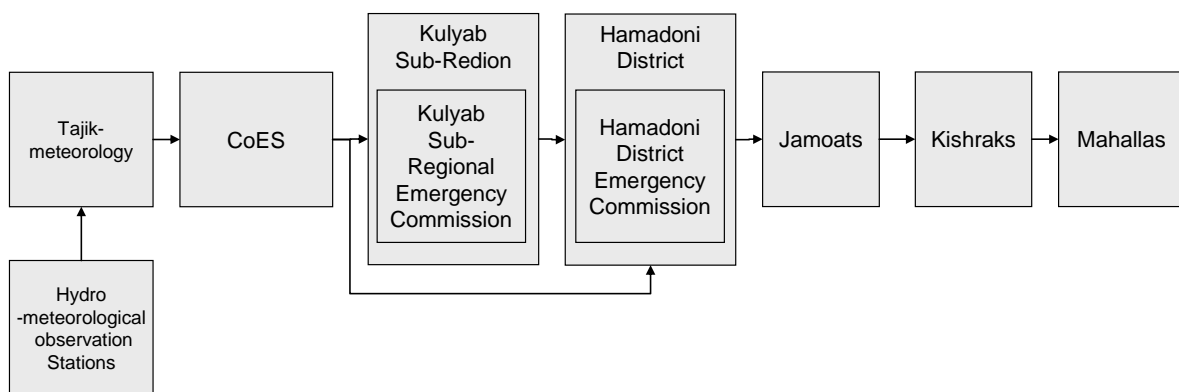 Kulyab
Sub-Redion
Hamadoni
District
Tajik-
meteorology
CoES
Kulyab
Sub-
Regional
Emergency
Commission
Hamadoni
District
Emergency
Commission
Jamoats
Kishraks
Mahallas
Hydro
-meteorological
observation
Stations